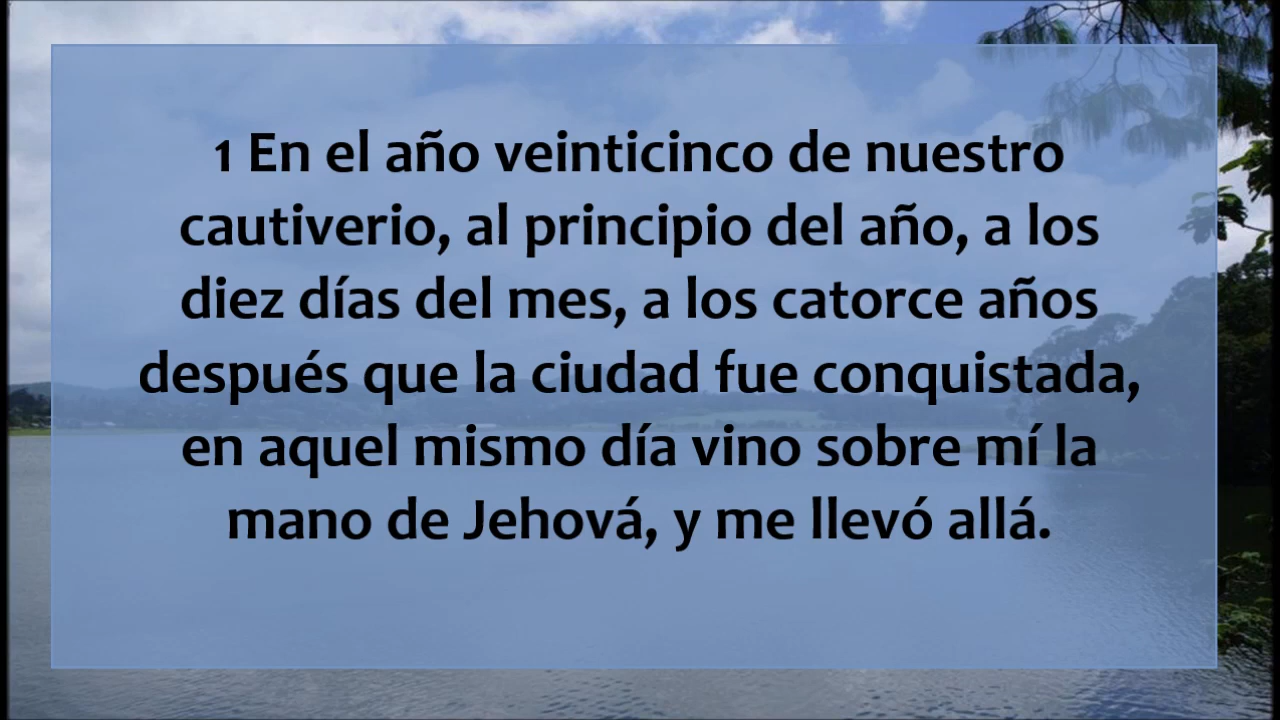 1 En el año veinticinco de nuestro
cautiverio, al principio del año, a los
diez días del mes, a los catorce años
después que la ciudad fue conquistada,
en aquel mismo día vino sobre mí la
mano de Jehová, y me llevó allá.